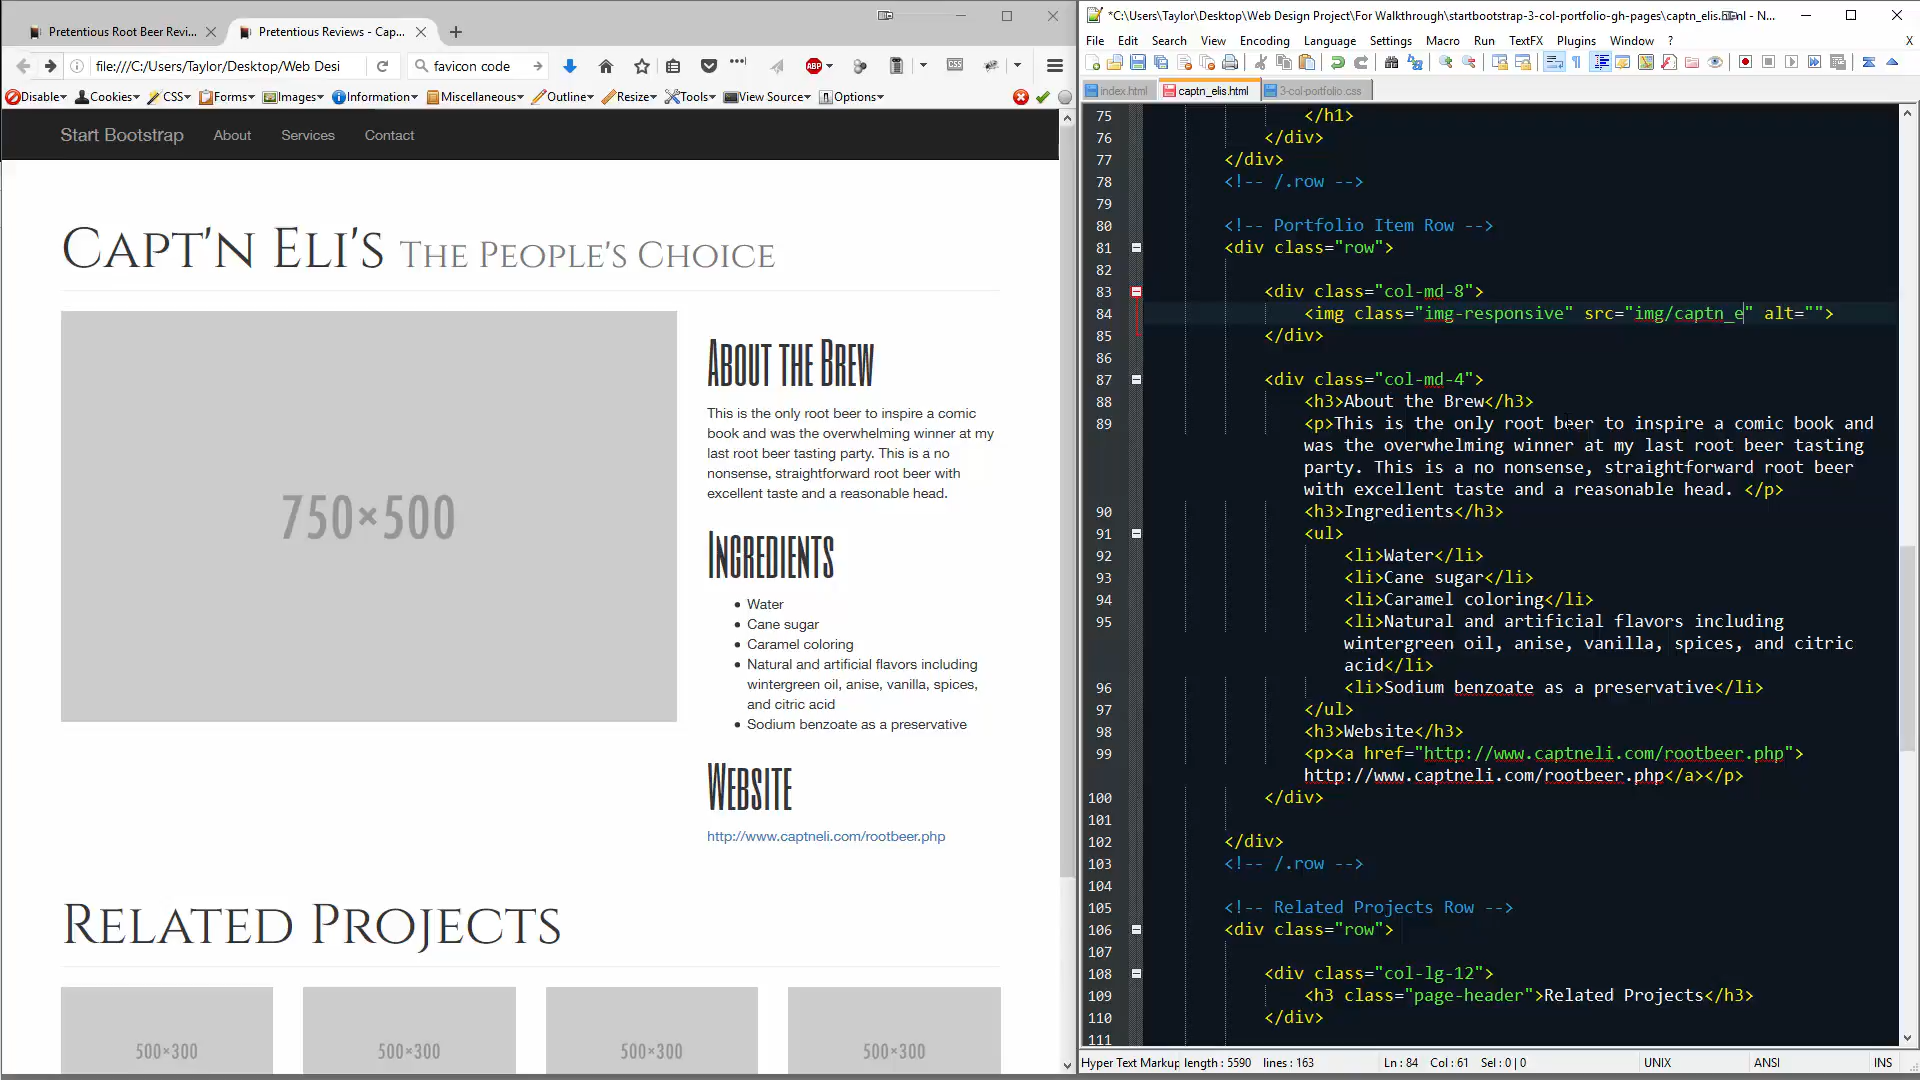 Pretentious Root Beer Revi...
Pretentious Reviews - Cap...
file:///C:/Users/Taylor/Desktop/Web Desi
favicon code
ABP
CSS
Disable
Cookies
CSS
Forms
Images
Information
Miscellaneous
Outline
Resize
Tools
View Source
Options
Start Bootstrap
About
Services
Contact
Capt'n Eli's The People's Choice
750×500
About the Brew
This is the only root beer to inspire a comic
book and was the overwhelming winner at my
last root beer tasting party. This is a no
nonsense, straightforward root beer with
excellent taste and a reasonable head.
Ingredients
Water
Cane sugar
Caramel coloring
Natural and artificial flavors including
wintergreen oil, anise, vanilla, spices,
and citric acid
Sodium benzoate as a preservative
Website
http://www.captneli.com/rootbeer.php
Related Projects
500×300
500×300
500×300
500×300
File Edit Search View Encoding Language Settings Macro Run TextFX Plugins Window ?
X
index.html
captn_elis.html
3-col-portfolio.css
75 </h1>
76 </div>
77 </div>
78 <!-- /.row -->
79
80 <!-- Portfolio Item Row -->
81 <div class="row">
82
83 <div class="col-md-8">
84 <img class="img-responsive" src="img/captn_e" alt="">
85 </div>
86
87 <div class="col-md-4">
88 <h3>About the Brew</h3>
89 <p>This is the only root beer to inspire a comic book and
was the overwhelming winner at my last root beer tasting
party. This is a no nonsense, straightforward root beer
with excellent taste and a reasonable head. </p>
90 <h3>Ingredients</h3>
91 <ul>
92 <li>Water</li>
93 <li>Cane sugar</li>
94 <li>Caramel coloring</li>
95 <li>Natural and artificial flavors including
wintergreen oil, anise, vanilla, spices, and citric
acid</li>
96 <li>Sodium benzoate as a preservative</li>
97 </ul>
98 <h3>Website</h3>
99 <p><a href="http://www.captneli.com/rootbeer.php">
http://www.captneli.com/rootbeer.php</a></p>
100 </div>
101
102 </div>
103 <!-- /.row -->
104
105 <!-- Related Projects Row -->
106 <div class="row">
107
108 <div class="col-lg-12">
109 <h3 class="page-header">Related Projects</h3>
110 </div>
111
Hyper Text Markup length : 5590 lines : 163 Ln : 84 Col : 61 Sel : 0 | 0 UNIX ANSI INS